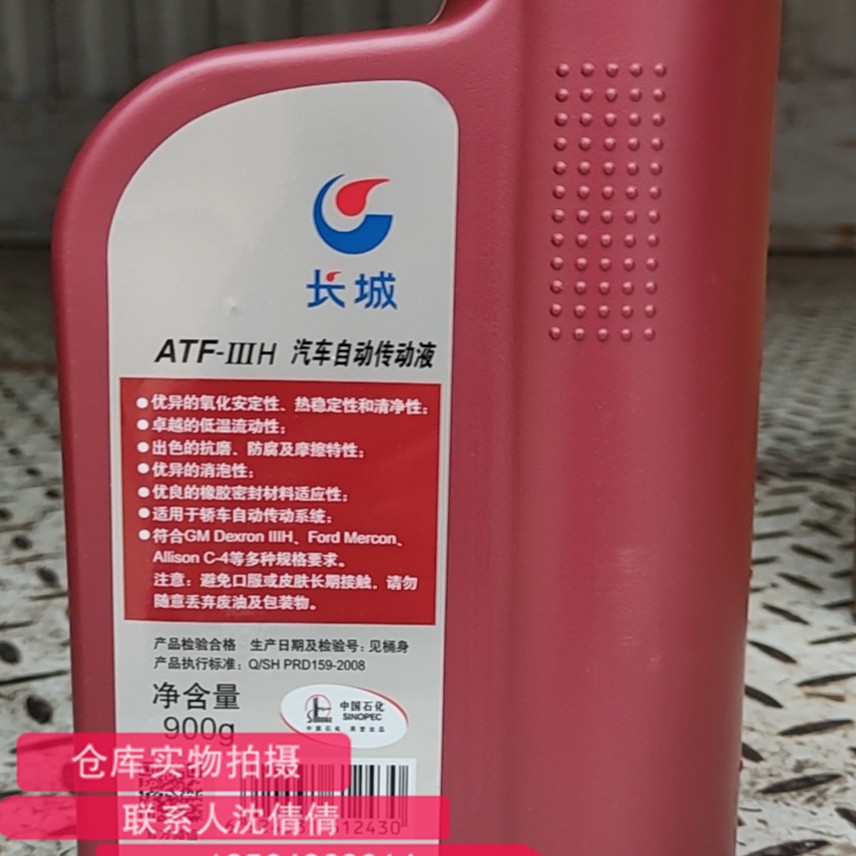 长城
ATF-IIIH 汽车自动传动液
●优异的氧化安定性、热稳定性和清净性；
●卓越的低温流动性；
●出色的抗磨、防腐及摩擦特性；
●优异的消泡性；
●优良的橡胶密封材料适应性；
●适用于轿车自动传动系统；
●符合GM Dexron IIIH、Ford Mercon、
Allison C-4等多种规格要求。
注意：避免口服或皮肤长期接触，请勿
随意丢弃废油及包装物。
产品检验合格 生产日期及检验号：见桶身
产品执行标准：Q/SH PRD159-2008
净含量
900g
中国石化
SINOPEC
中国石化 荣誉出品
仓库实物拍摄
联系人沈倩倩